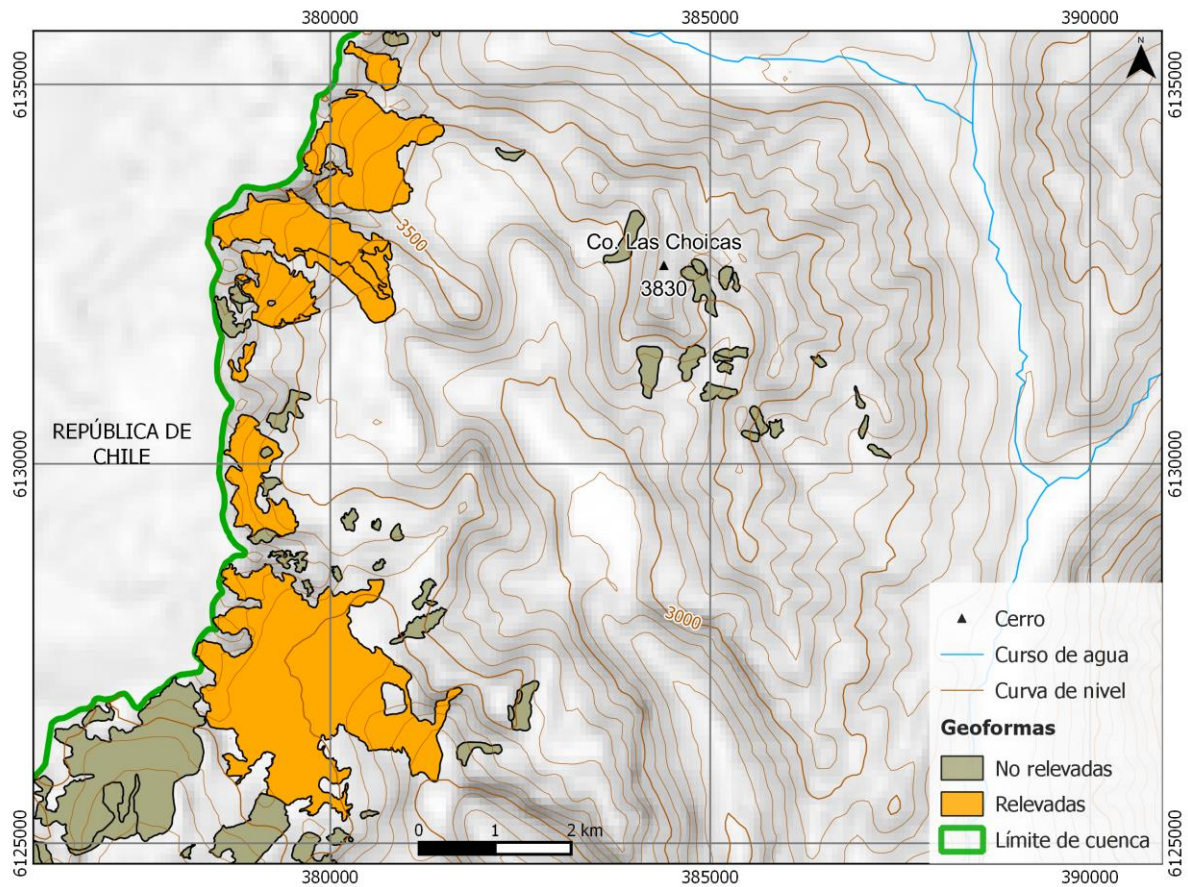 380000
385000
390000
N
6135000
6135000
3500
Co. Las Choicas
3830
REPÚBLICA DE
CHILE
6130000
6130000
3000
Cerro
Curso de agua
Curva de nivel
Geoformas
No relevadas
Relevadas
Límite de cuenca
0 1 2 km
6125000
6125000
380000
385000
390000